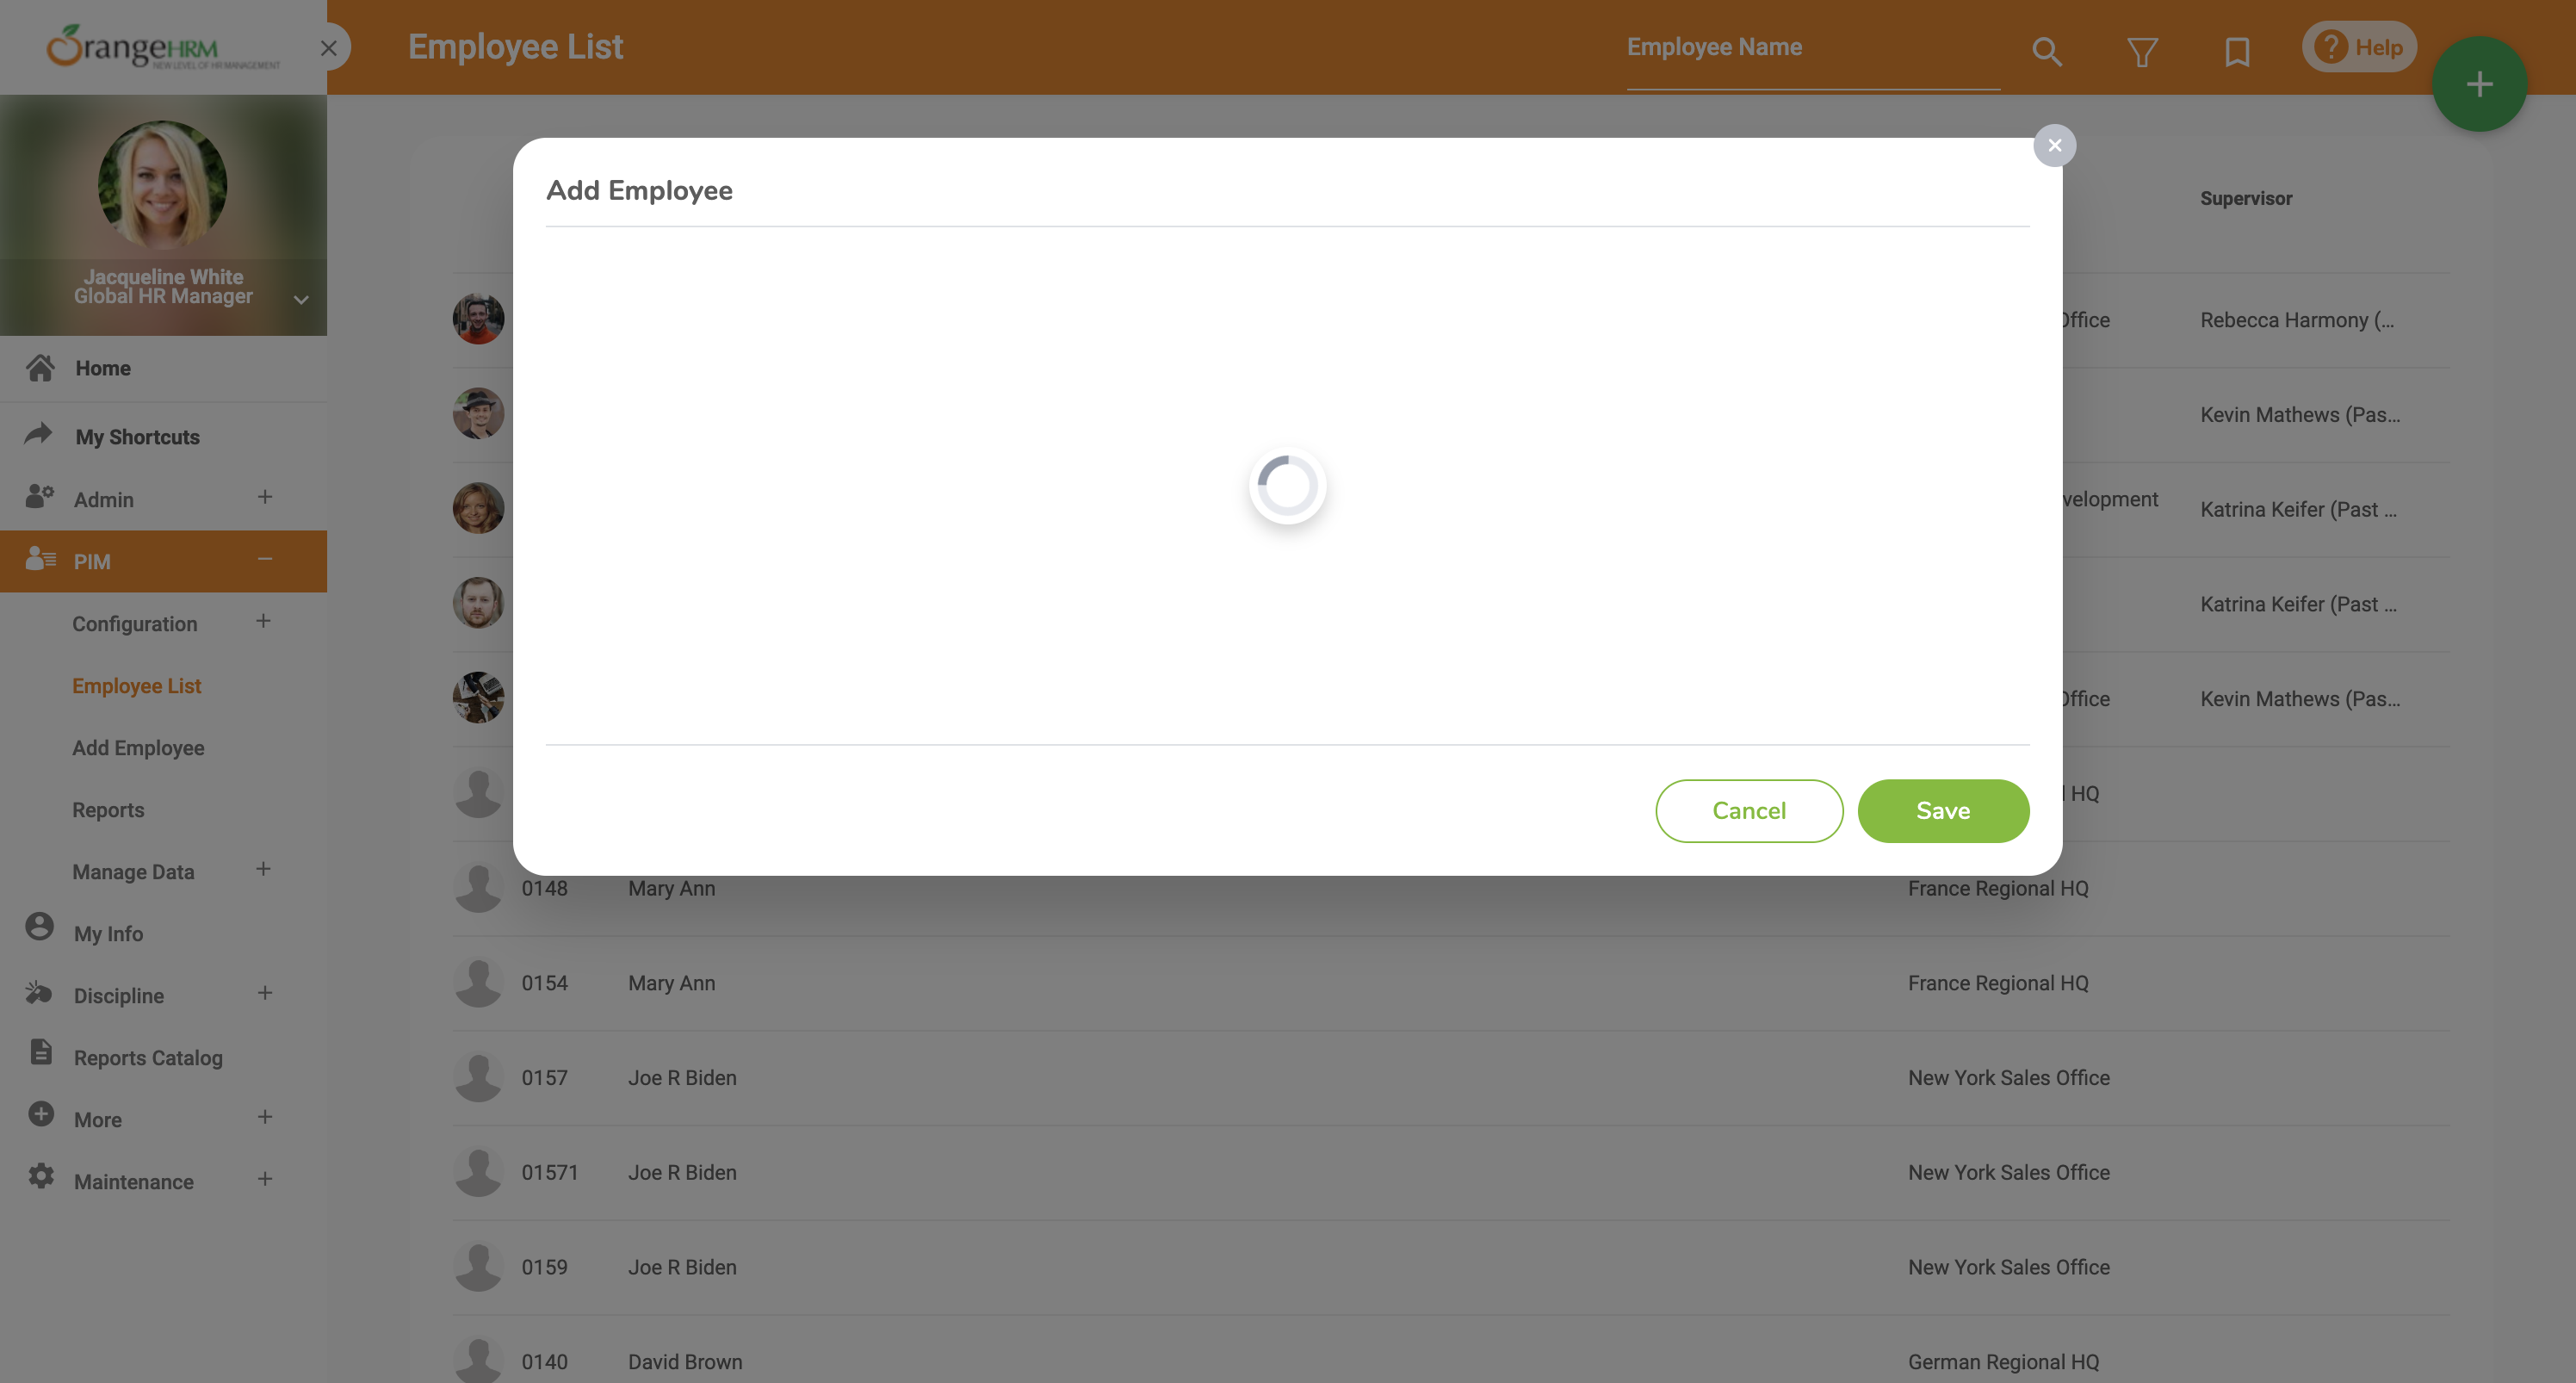 OrangeHRM
NEW LEVEL OF HR MANAGEMENT
Employee List
Employee Name
Help
Jacqueline White
Global HR Manager
Home
My Shortcuts
Admin
PIM
Configuration
Employee List
Add Employee
Reports
Manage Data
My Info
Discipline
Reports Catalog
More
Maintenance
Add Employee
Cancel
Save
Supervisor
Office Rebecca Harmony (...
Kevin Mathews (Pas...
velopment Katrina Keifer (Past ...
Katrina Keifer (Past ...
Office Kevin Mathews (Pas...
HQ
0148 Mary Ann France Regional HQ
0154 Mary Ann France Regional HQ
0157 Joe R Biden New York Sales Office
01571 Joe R Biden New York Sales Office
0159 Joe R Biden New York Sales Office
0140 David Brown German Regional HQ